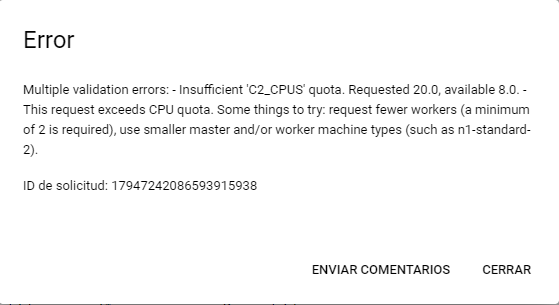 Error
Multiple validation errors: - Insufficient 'C2_CPUS' quota. Requested 20.0, available 8.0. -
This request exceeds CPU quota. Some things to try: request fewer workers (a minimum
of 2 is required), use smaller master and/or worker machine types (such as n1-standard-
2).
ID de solicitud: 17947242086593915938
ENVIAR COMENTARIOS CERRAR